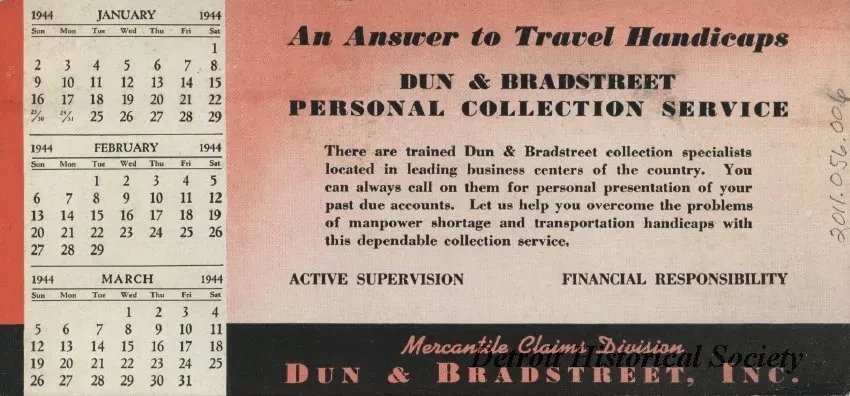 1944 JANUARY 1944
Sun Mon Tue Wed Thu Fri Sat
1
2 3 4 5 6 7 8
9 10 11 12 13 14 15
16 17 18 19 20 21 22
23/30 24/31 25 26 27 28 29
1944 FEBRUARY 1944
Sun Mon Tue Wed Thu Fri Sat
1 2 3 4 5
6 7 8 9 10 11 12
13 14 15 16 17 18 19
20 21 22 23 24 25 26
27 28 29
1944 MARCH 1944
Sun Mon Tue Wed Thu Fri Sat
1 2 3 4
5 6 7 8 9 10 11
12 13 14 15 16 17 18
19 20 21 22 23 24 25
26 27 28 29 30 31
An Answer to Travel Handicaps
DUN & BRADSTREET
PERSONAL COLLECTION SERVICE
There are trained Dun & Bradstreet collection specialists
located in leading business centers of the country. You
can always call on them for personal presentation of your
past due accounts. Let us help you overcome the problems
of manpower shortage and transportation handicaps with
this dependable collection service.
ACTIVE SUPERVISION FINANCIAL RESPONSIBILITY
Mercantile Claims Division
Detroit Historical Society
DUN & BRADSTREET, INC.
2011.056.006